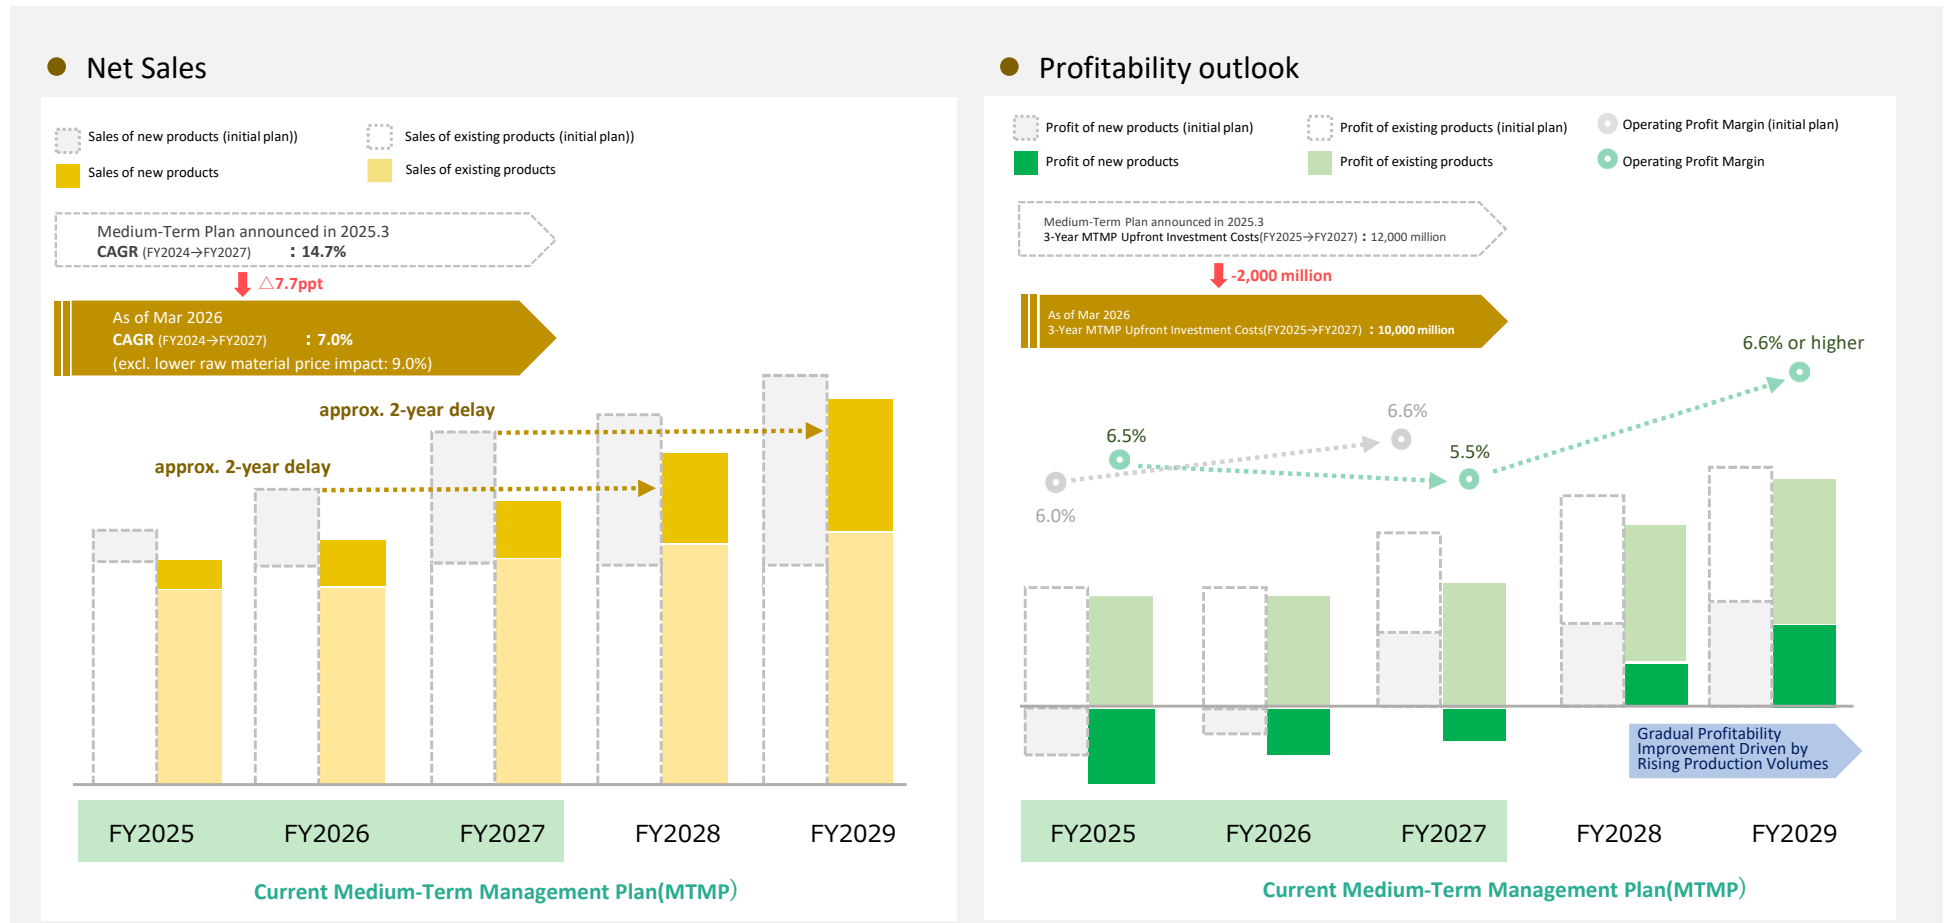 Net Sales
Sales of new products (initial plan))
Sales of existing products (initial plan))
Sales of new products
Sales of existing products
Medium-Term Plan announced in 2025.3
CAGR (FY2024→FY2027) : 14.7%
△7.7ppt
As of Mar 2026
CAGR (FY2024→FY2027) : 7.0%
(excl. lower raw material price impact: 9.0%)
approx. 2-year delay
approx. 2-year delay
FY2025 FY2026 FY2027 FY2028 FY2029
Current Medium-Term Management Plan(MTMP)
Profitability outlook
Profit of new products (initial plan)
Profit of existing products (initial plan)
Operating Profit Margin (initial plan)
Profit of new products
Profit of existing products
Operating Profit Margin
Medium-Term Plan announced in 2025.3
3-Year MTMP Upfront Investment Costs(FY2025→FY2027) : 12,000 million
-2,000 million
As of Mar 2026
3-Year MTMP Upfront Investment Costs(FY2025→FY2027) : 10,000 million
6.6% or higher
6.6%
6.5%
5.5%
6.0%
Gradual Profitability
Improvement Driven by
Rising Production Volumes
FY2025 FY2026 FY2027 FY2028 FY2029
Current Medium-Term Management Plan(MTMP)